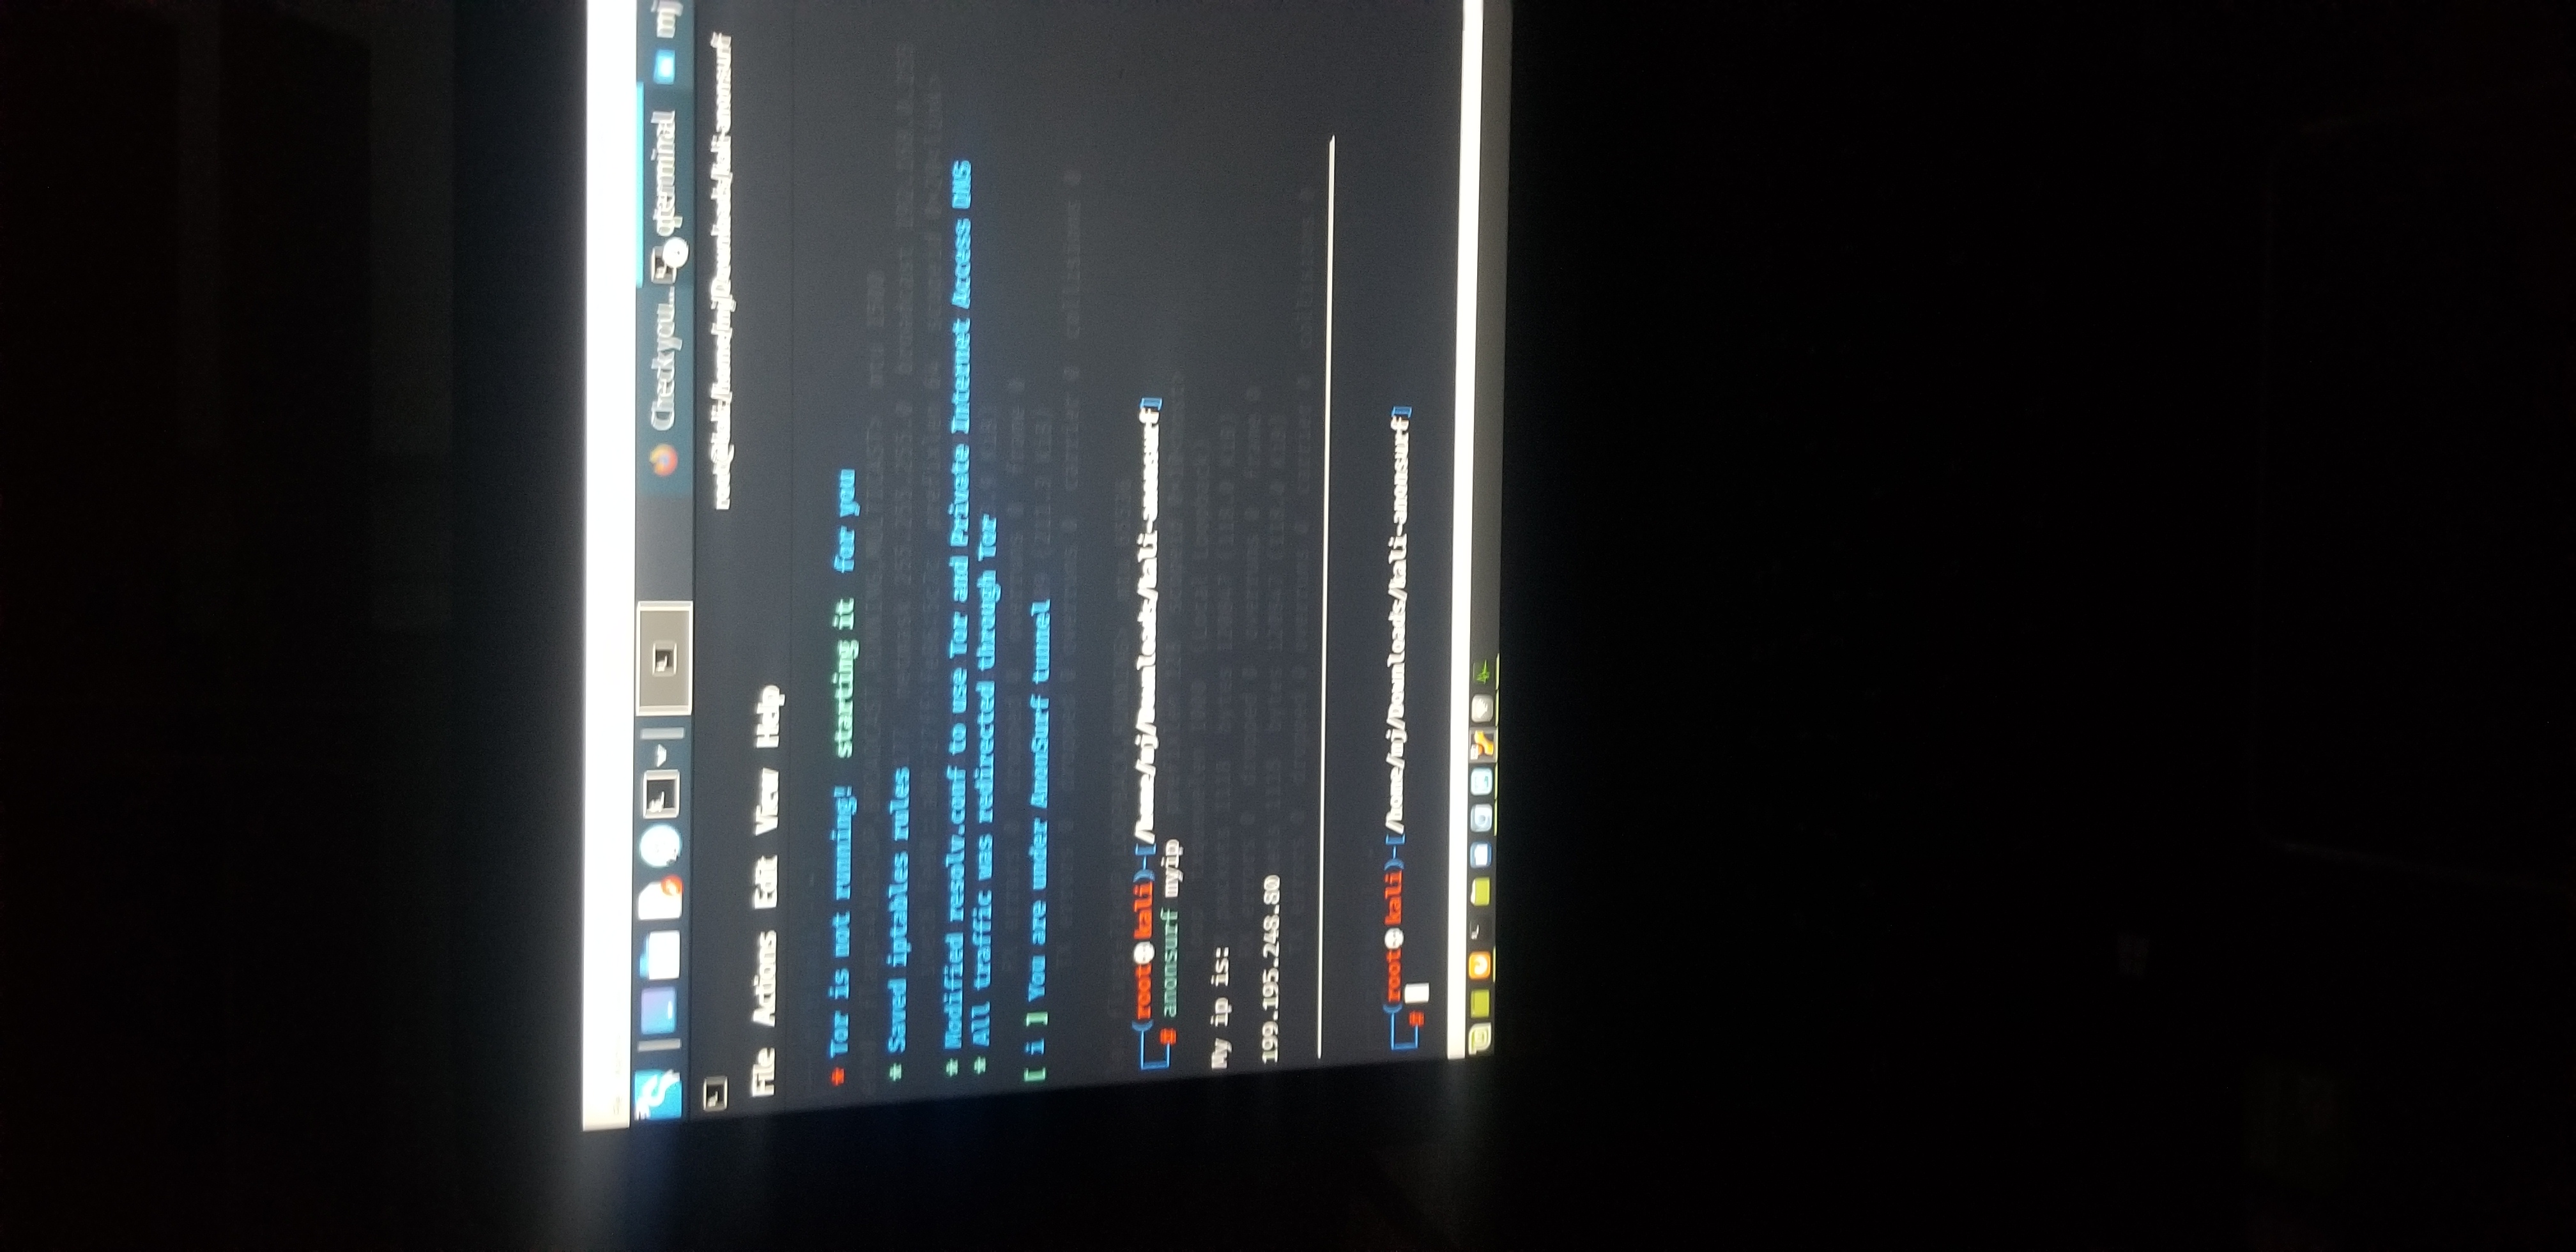 Check you... qterminal mj
root@kali:/home/mj/Downloads/kali-anonsurf
File Actions Edit View Help
* Tor is not running! starting it for you
* Saved iptables rules
* Modified resolv.conf to use Tor and Private Internet Access DNS
* All traffic was redirected through Tor
[ i ] You are under AnonSurf tunnel
(root kali)-[/home/mj/Downloads/kali-anonsurf]
# anonsurf myip
My ip is:
199.195.248.80
(root kali)-[/home/mj/Downloads/kali-anonsurf]
#